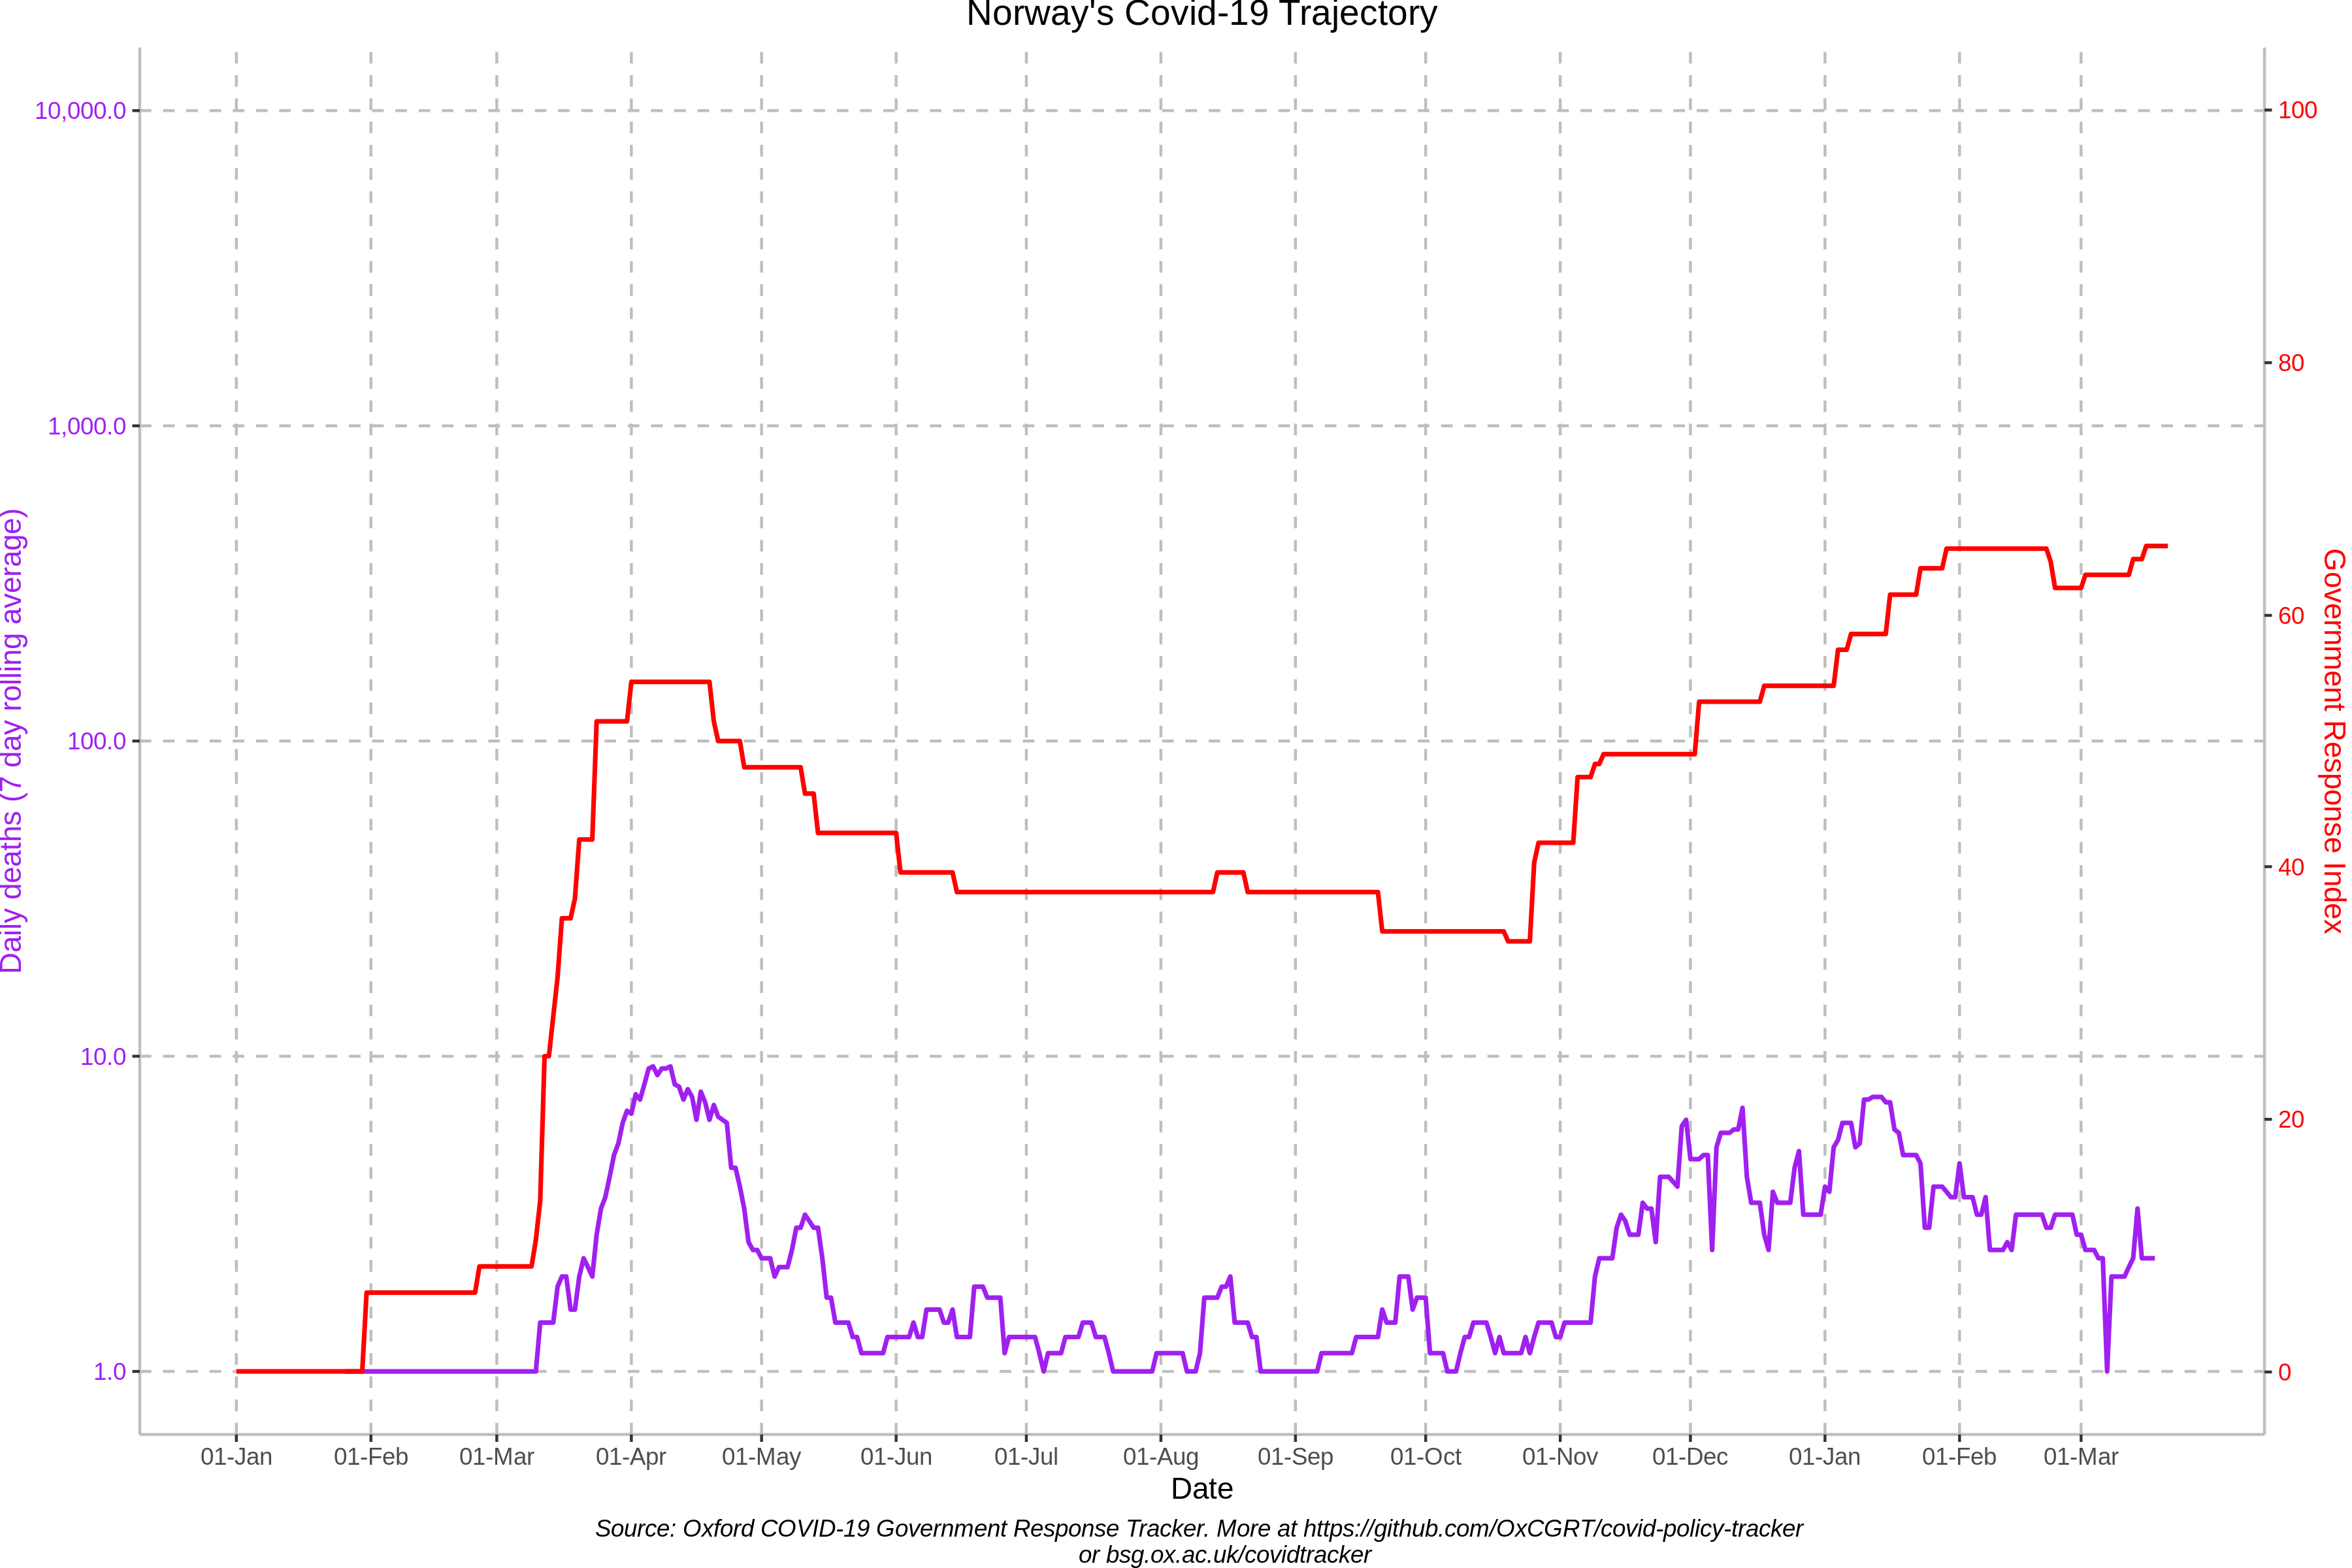 Norway's Covid-19 Trajectory
Daily deaths (7 day rolling average)
10,000.0
1,000.0
100.0
10.0
1.0
100
80
60
40
20
0
Government Response Index
01-Jan
01-Feb
01-Mar
01-Apr
01-May
01-Jun
01-Jul
01-Aug
01-Sep
01-Oct
01-Nov
01-Dec
01-Jan
01-Feb
01-Mar
Date
Source: Oxford COVID-19 Government Response Tracker. More at https://github.com/OxCGRT/covid-policy-tracker
or bsg.ox.ac.uk/covidtracker